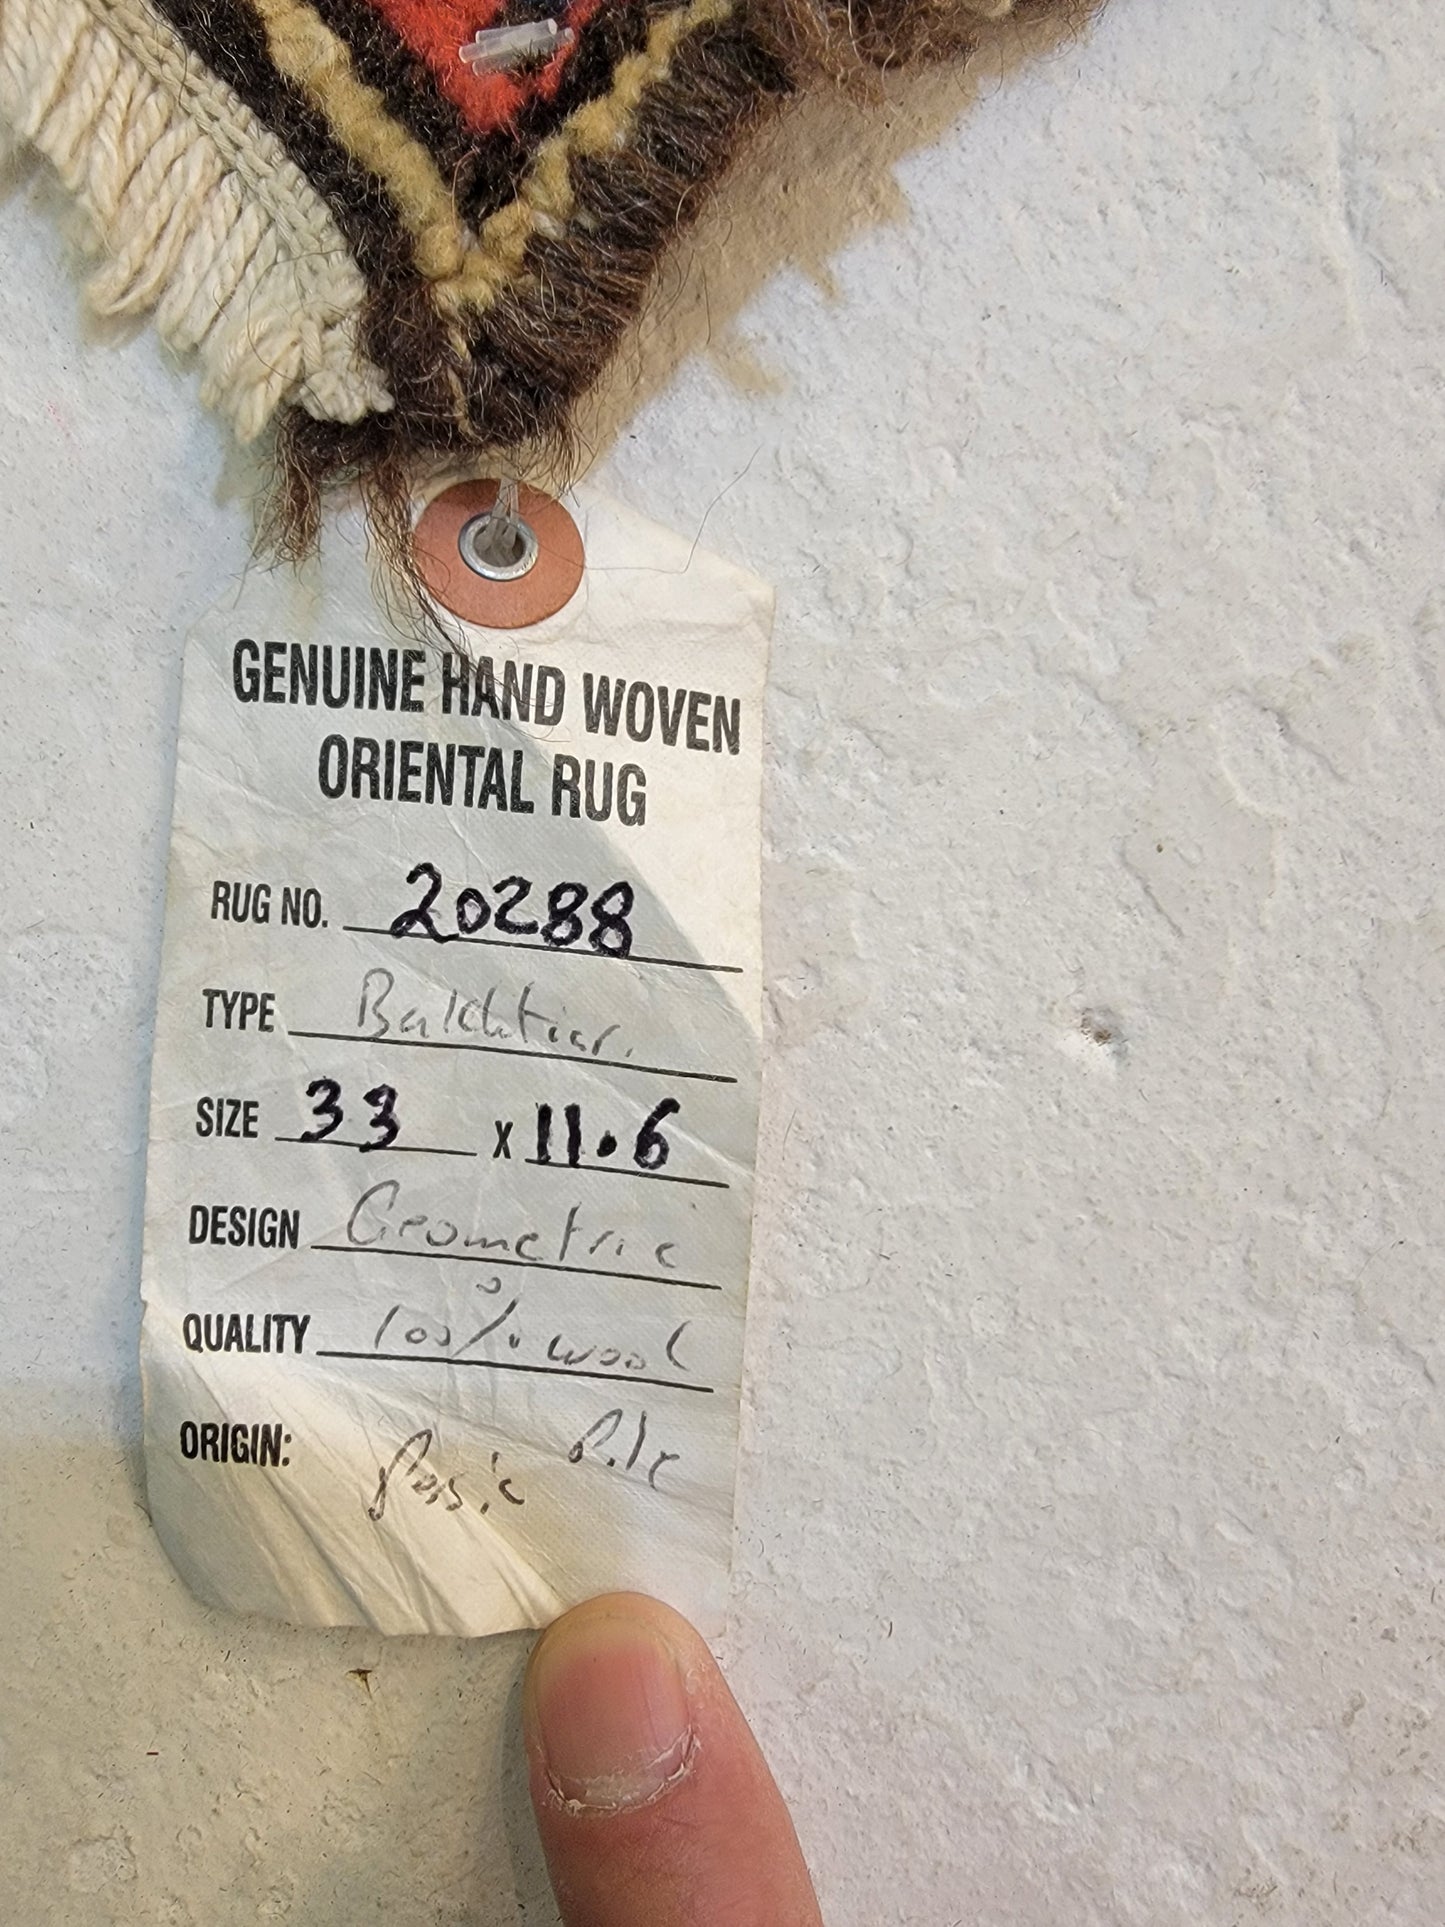 GENUINE HAND WOVEN
ORIENTAL RUG
RUG NO. 20288
TYPE Bakhtiar.
SIZE 33 X 11.6
DESIGN Geometric
QUALITY 100% wool
ORIGIN: